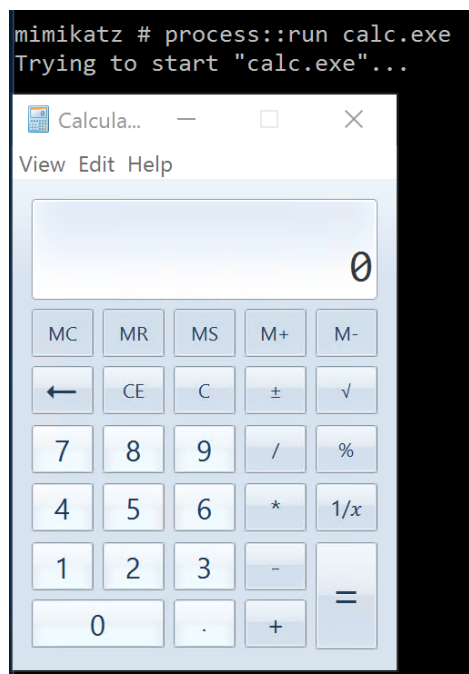 mimikatz # process::run calc.exe
Trying to start "calc.exe"...
Calcula...
View Edit Help
0
MC MR MS M+ M-
← CE C ± √
7 8 9 / %
4 5 6 * 1/x
1 2 3 - =
0 . +